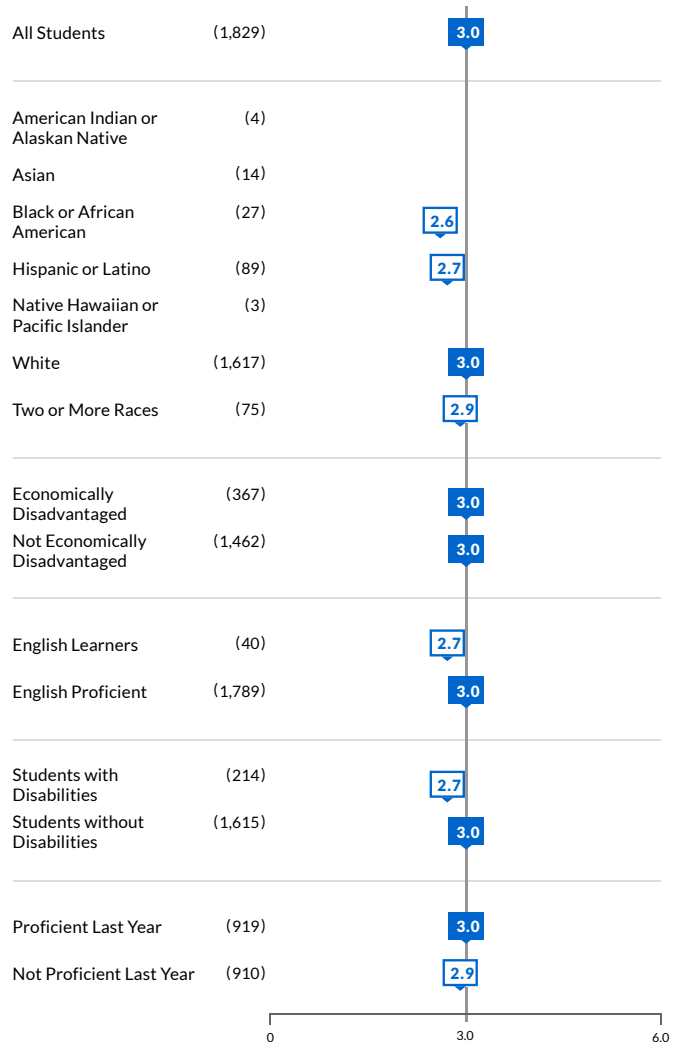 All Students (1,829) 3.0
American Indian or (4)
Alaskan Native
Asian (14)
Black or African (27) 2.6
American
Hispanic or Latino (89) 2.7
Native Hawaiian or (3)
Pacific Islander
White (1,617) 3.0
Two or More Races (75) 2.9
Economically (367) 3.0
Disadvantaged
Not Economically (1,462) 3.0
Disadvantaged
English Learners (40) 2.7
English Proficient (1,789) 3.0
Students with (214) 2.7
Disabilities
Students without (1,615) 3.0
Disabilities
Proficient Last Year (919) 3.0
Not Proficient Last Year (910) 2.9
0 3.0 6.0